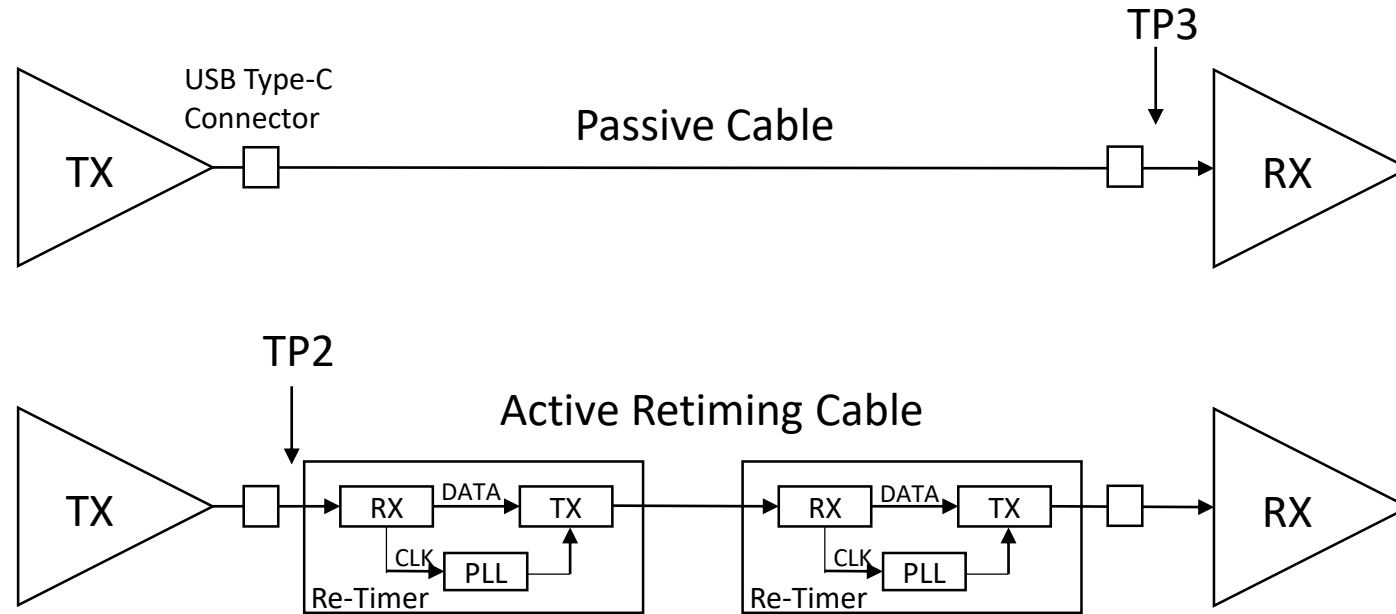 TP3
USB Type-C
Connector
Passive Cable
TX
RX
TP2
Active Retiming Cable
TX
RX
DATA
TX
CLK
PLL
Re-Timer
RX
DATA
TX
CLK
PLL
Re-Timer
RX